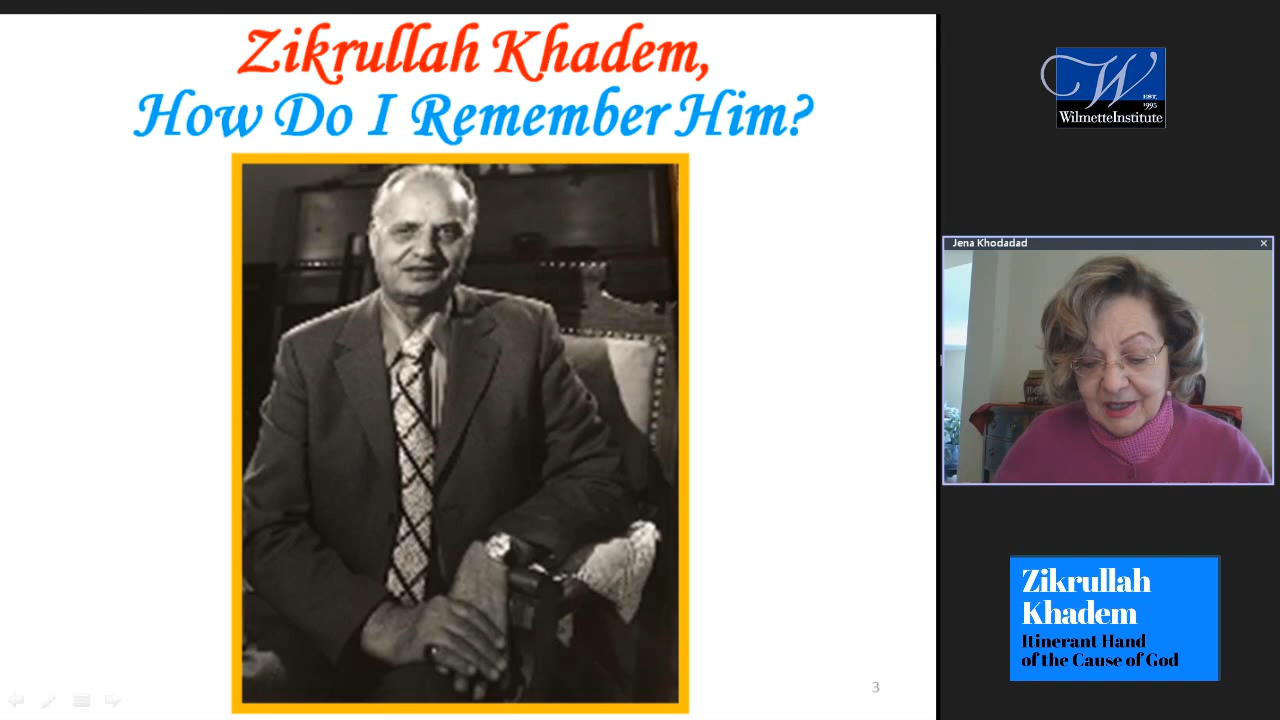 Zikrullah Khadem,
How Do I Remember Him?
3
W
EST.
1995
WilmetteInstitute
Jena Khodadad
Zikrullah
Khadem
Itinerant Hand
of the Cause of God